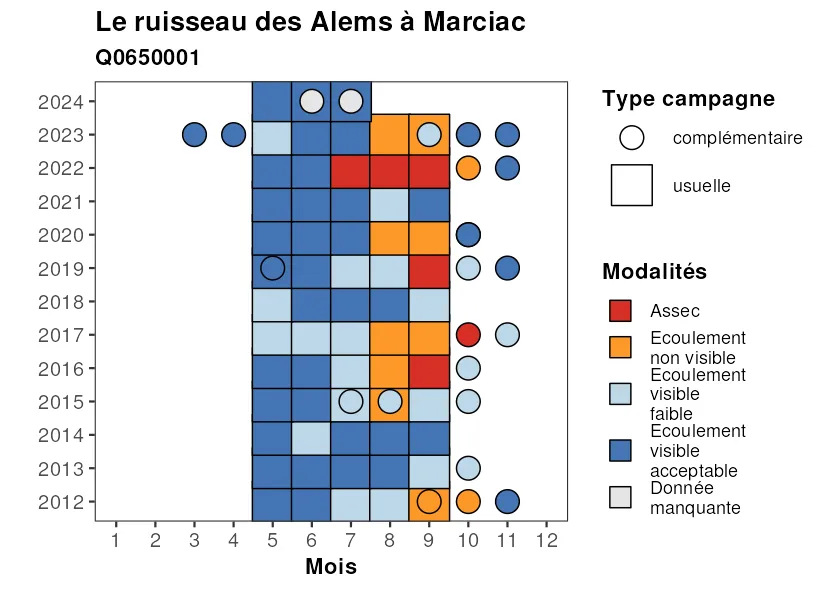 Le ruisseau des Alems à Marciac
Q0650001
2024
2023
2022
2021
2020
2019
2018
2017
2016
2015
2014
2013
2012
1 2 3 4 5 6 7 8 9 10 11 12
Mois
Type campagne
complémentaire
usuelle
Modalités
Assec
Ecoulement
non visible
Ecoulement
visible
faible
Ecoulement
visible
acceptable
Donnée
manquante